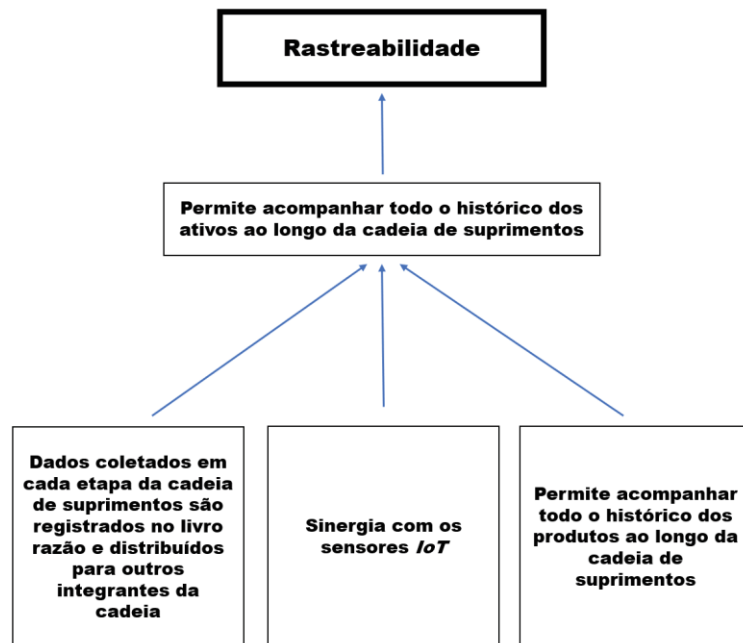 Rastreabilidade
Permite acompanhar todo o histórico dos
ativos ao longo da cadeia de suprimentos
Dados coletados em
cada etapa da cadeia
de suprimentos são
registrados no livro
razão e distribuídos
para outros
integrantes da
cadeia
Sinergia com os
sensores IoT
Permite acompanhar
todo o histórico dos
produtos ao longo da
cadeia de
suprimentos